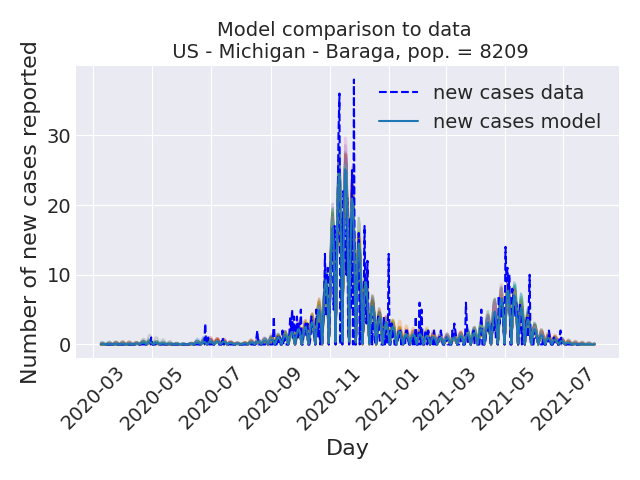 Model comparison to data
US - Michigan - Baraga, pop. = 8209
Number of new cases reported
30
20
10
0
new cases data
new cases model
2020-03
2020-05
2020-07
2020-09
2020-11
2021-01
2021-03
2021-05
2021-07
Day